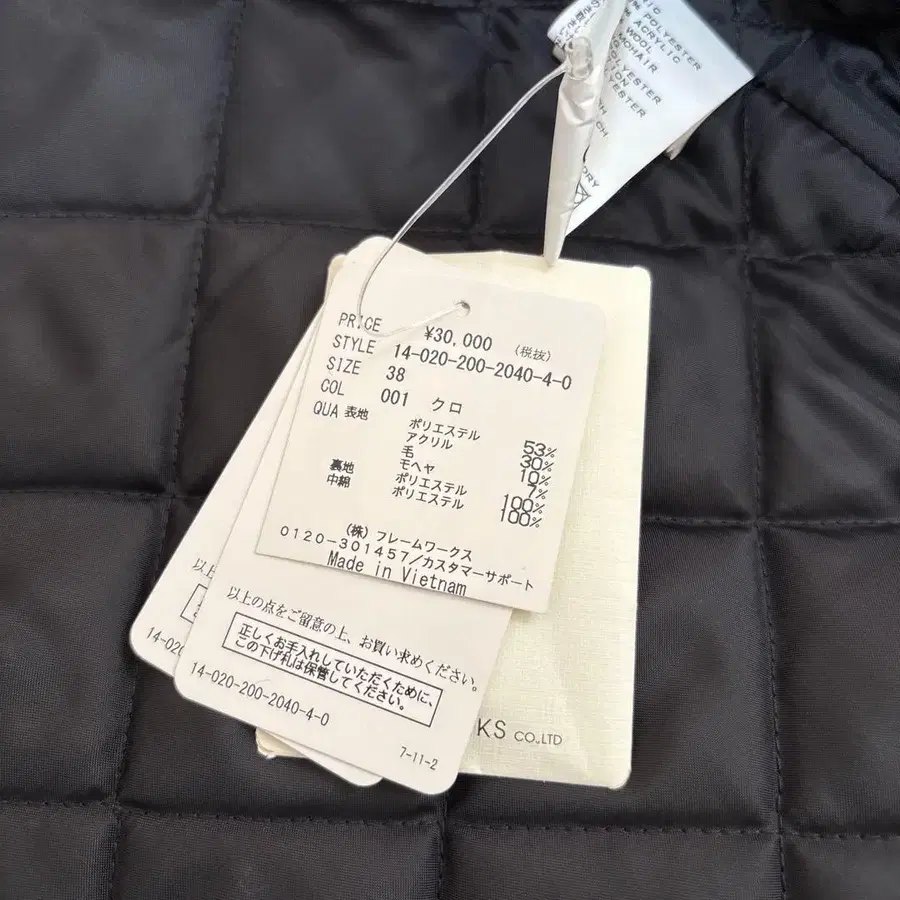 POLYESTER
ACRYLIC
WOOL
MOHAIR
DRY
PRICE ¥30,000 (税抜)
STYLE 14-020-200-2040-4-0
SIZE 38
COL 001 クロ
QUA 表地 ポリエステル 53%
アクリル 30%
毛 10%
モヘヤ 7%
裏地 ポリエステル 100%
中綿 ポリエステル 100%
(株) フレームワークス
0120-301457/カスタマーサポート
Made in Vietnam
以上
以上の点をご留意の上、お買い求めください。
正しくお手入れしていただくために、
この下げ札は保管してください。
14-020
14-020-200-2040-4-0
7-11-2
KS CO.,LTD